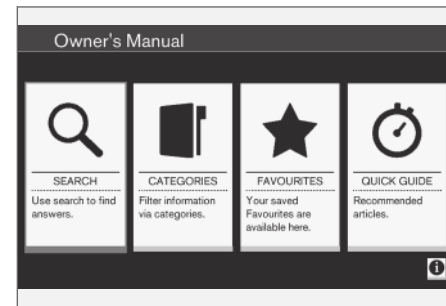 Owner's Manual
SEARCH
Use search to find
answers.
CATEGORIES
Filter information
via categories.
FAVOURITES
Your saved
Favourites are
available here.
QUICK GUIDE
Recommended
articles.
i